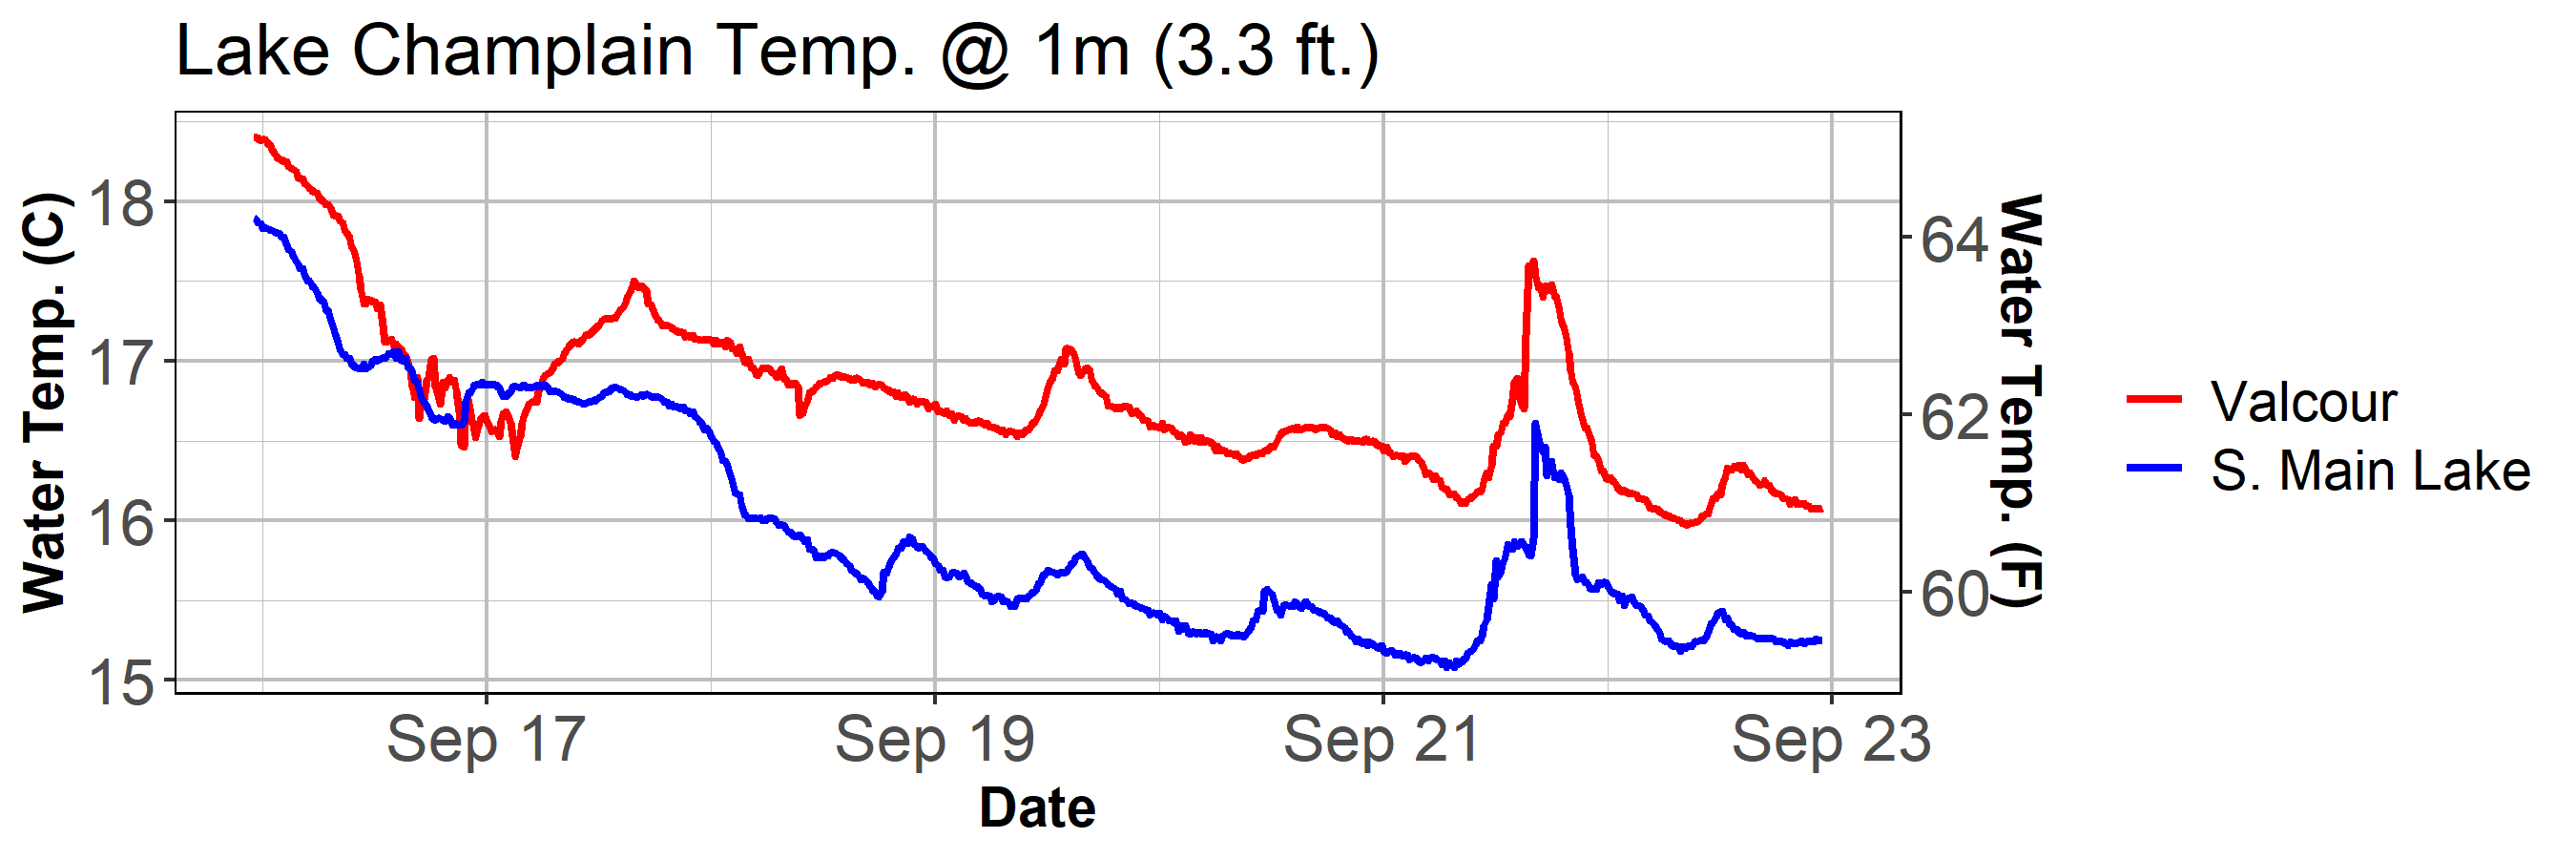 Lake Champlain Temp. @ 1m (3.3 ft.)
Water Temp. (C)
18
17
16
15
64
62
60
Water Temp. (F)
Sep 17
Sep 19
Sep 21
Sep 23
Date
Valcour
S. Main Lake